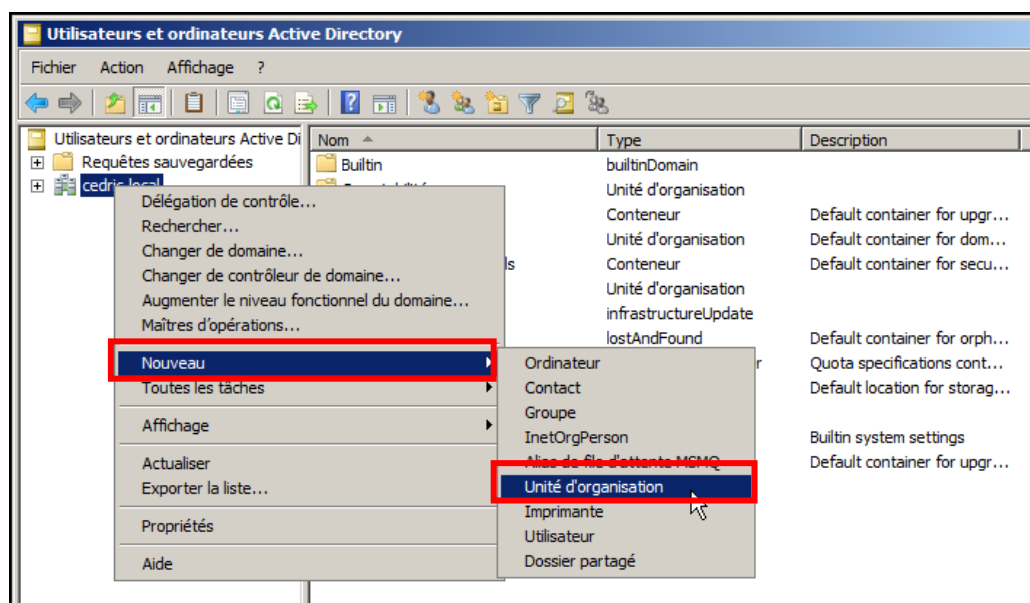 Utilisateurs et ordinateurs Active Directory
Fichier Action Affichage ?
Utilisateurs et ordinateurs Active Di
Requêtes sauvegardées
cedric.local
Nom Type Description
Builtin builtinDomain
Comptabilité Unité d'organisation
Conteneur Default container for upgr...
Unité d'organisation Default container for dom...
ls Conteneur Default container for secu...
Unité d'organisation
infrastructureUpdate
lostAndFound Default container for orph...
r Quota specifications cont...
Default location for storag...
Builtin system settings
Default container for upgr...
Délégation de contrôle...
Rechercher...
Changer de domaine...
Changer de contrôleur de domaine...
Augmenter le niveau fonctionnel du domaine...
Maîtres d'opérations...
Nouveau
Toutes les tâches
Affichage
Actualiser
Exporter la liste...
Propriétés
Aide
Ordinateur
Contact
Groupe
InetOrgPerson
Alias de file d'attente MSMQ
Unité d'organisation
Imprimante
Utilisateur
Dossier partagé